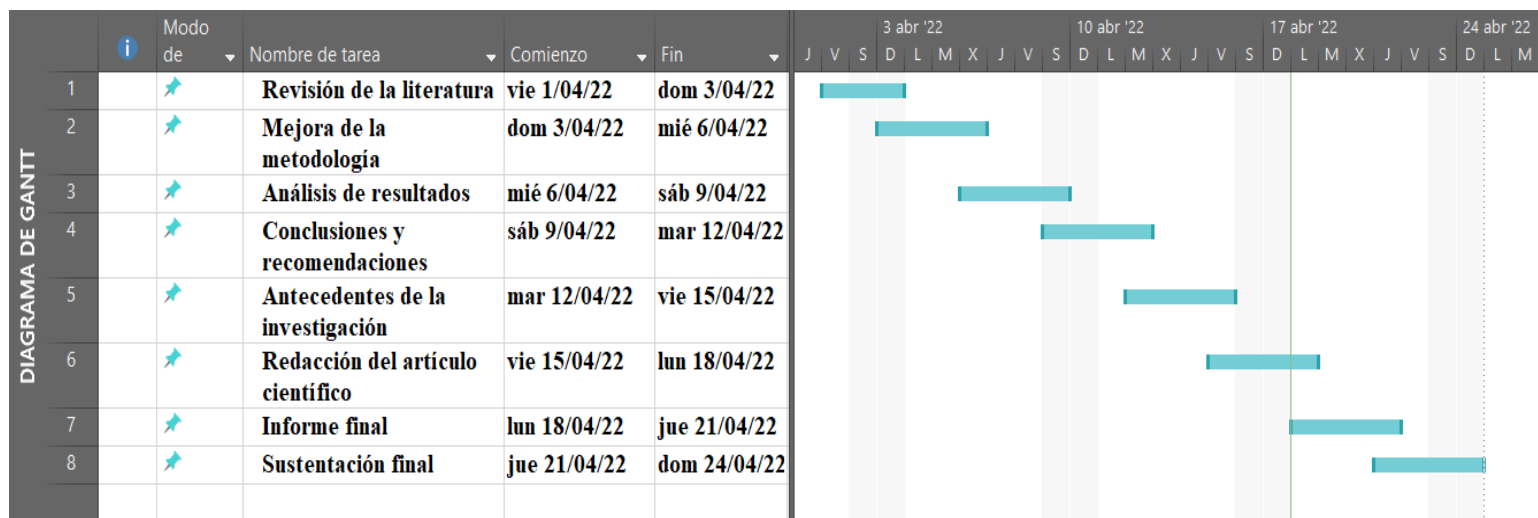 DIAGRAMA DE GANTT
Modo de Nombre de tarea Comienzo Fin
3 abr '22 10 abr '22 17 abr '22 24 abr '22
J V S D L M X J V S D L M X J V S D L M X J V S D L M
1 Revisión de la literatura vie 1/04/22 dom 3/04/22
2 Mejora de la metodología dom 3/04/22 mié 6/04/22
3 Análisis de resultados mié 6/04/22 sáb 9/04/22
4 Conclusiones y recomendaciones sáb 9/04/22 mar 12/04/22
5 Antecedentes de la investigación mar 12/04/22 vie 15/04/22
6 Redacción del artículo científico vie 15/04/22 lun 18/04/22
7 Informe final lun 18/04/22 jue 21/04/22
8 Sustentación final jue 21/04/22 dom 24/04/22